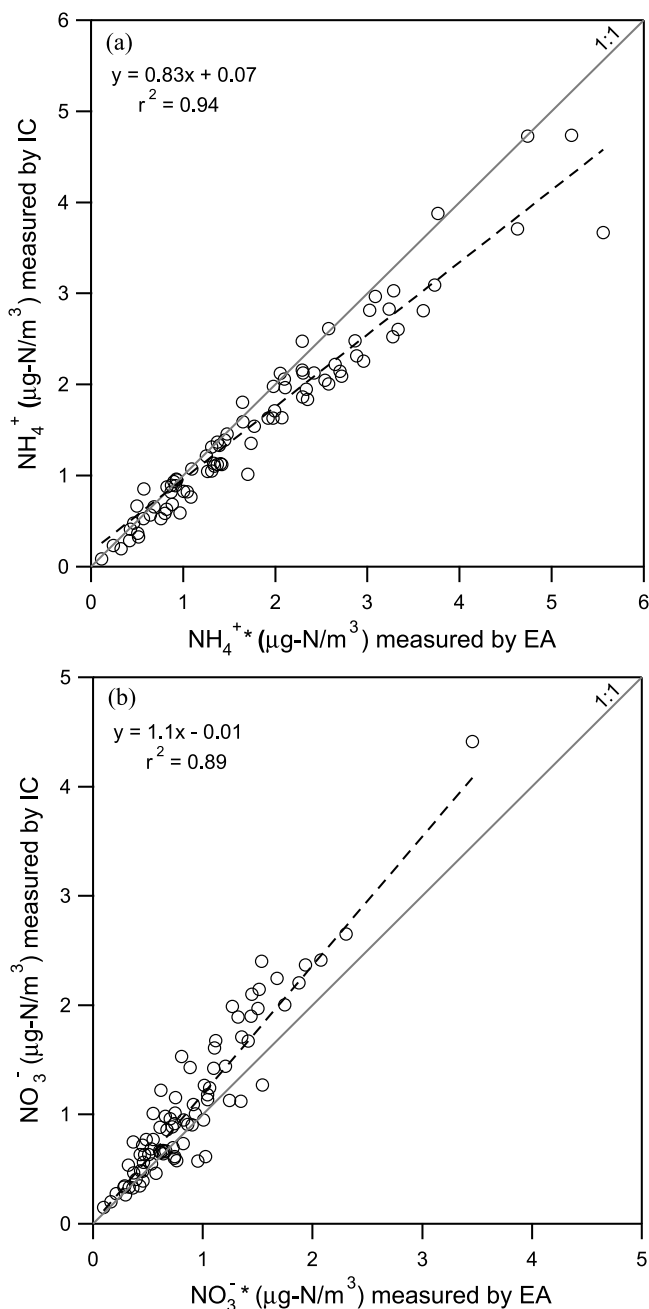 (a)
1:1
y = 0.83x + 0.07
r² = 0.94
6
5
4
3
2
1
0
NH₄⁺ (μg-N/m³) measured by IC
0 1 2 3 4 5 6
NH₄⁺* (μg-N/m³) measured by EA
(b)
1:1
y = 1.1x - 0.01
r² = 0.89
5
4
3
2
1
0
NO₃⁻ (μg-N/m³) measured by IC
0 1 2 3 4 5
NO₃⁻* (μg-N/m³) measured by EA